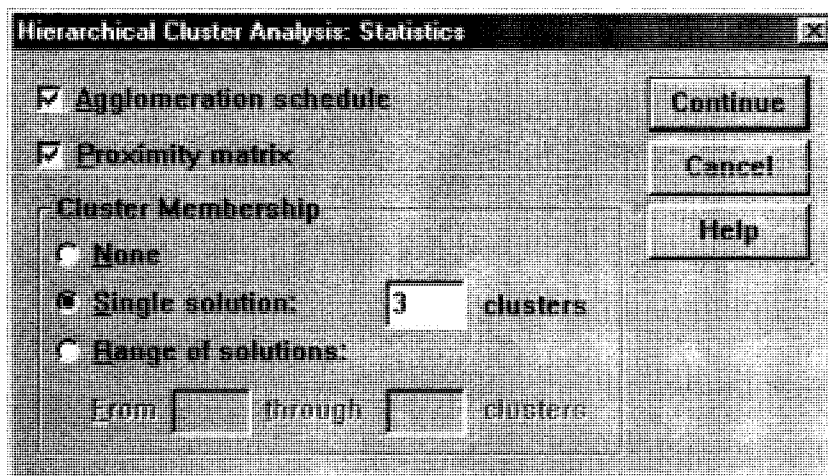 Hierarchical Cluster Analysis: Statistics
Agglomeration schedule
Continue
Proximity matrix
Cancel
Cluster Membership
Help
None
Single solution: 3 clusters
Range of solutions:
From through clusters